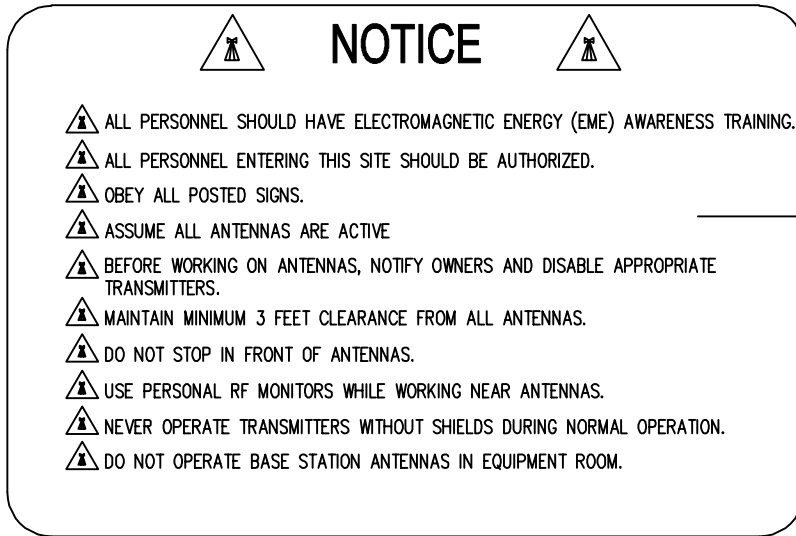 NOTICE
ALL PERSONNEL SHOULD HAVE ELECTROMAGNETIC ENERGY (EME) AWARENESS TRAINING.
ALL PERSONNEL ENTERING THIS SITE SHOULD BE AUTHORIZED.
OBEY ALL POSTED SIGNS.
ASSUME ALL ANTENNAS ARE ACTIVE
BEFORE WORKING ON ANTENNAS, NOTIFY OWNERS AND DISABLE APPROPRIATE
TRANSMITTERS.
MAINTAIN MINIMUM 3 FEET CLEARANCE FROM ALL ANTENNAS.
DO NOT STOP IN FRONT OF ANTENNAS.
USE PERSONAL RF MONITORS WHILE WORKING NEAR ANTENNAS.
NEVER OPERATE TRANSMITTERS WITHOUT SHIELDS DURING NORMAL OPERATION.
DO NOT OPERATE BASE STATION ANTENNAS IN EQUIPMENT ROOM.